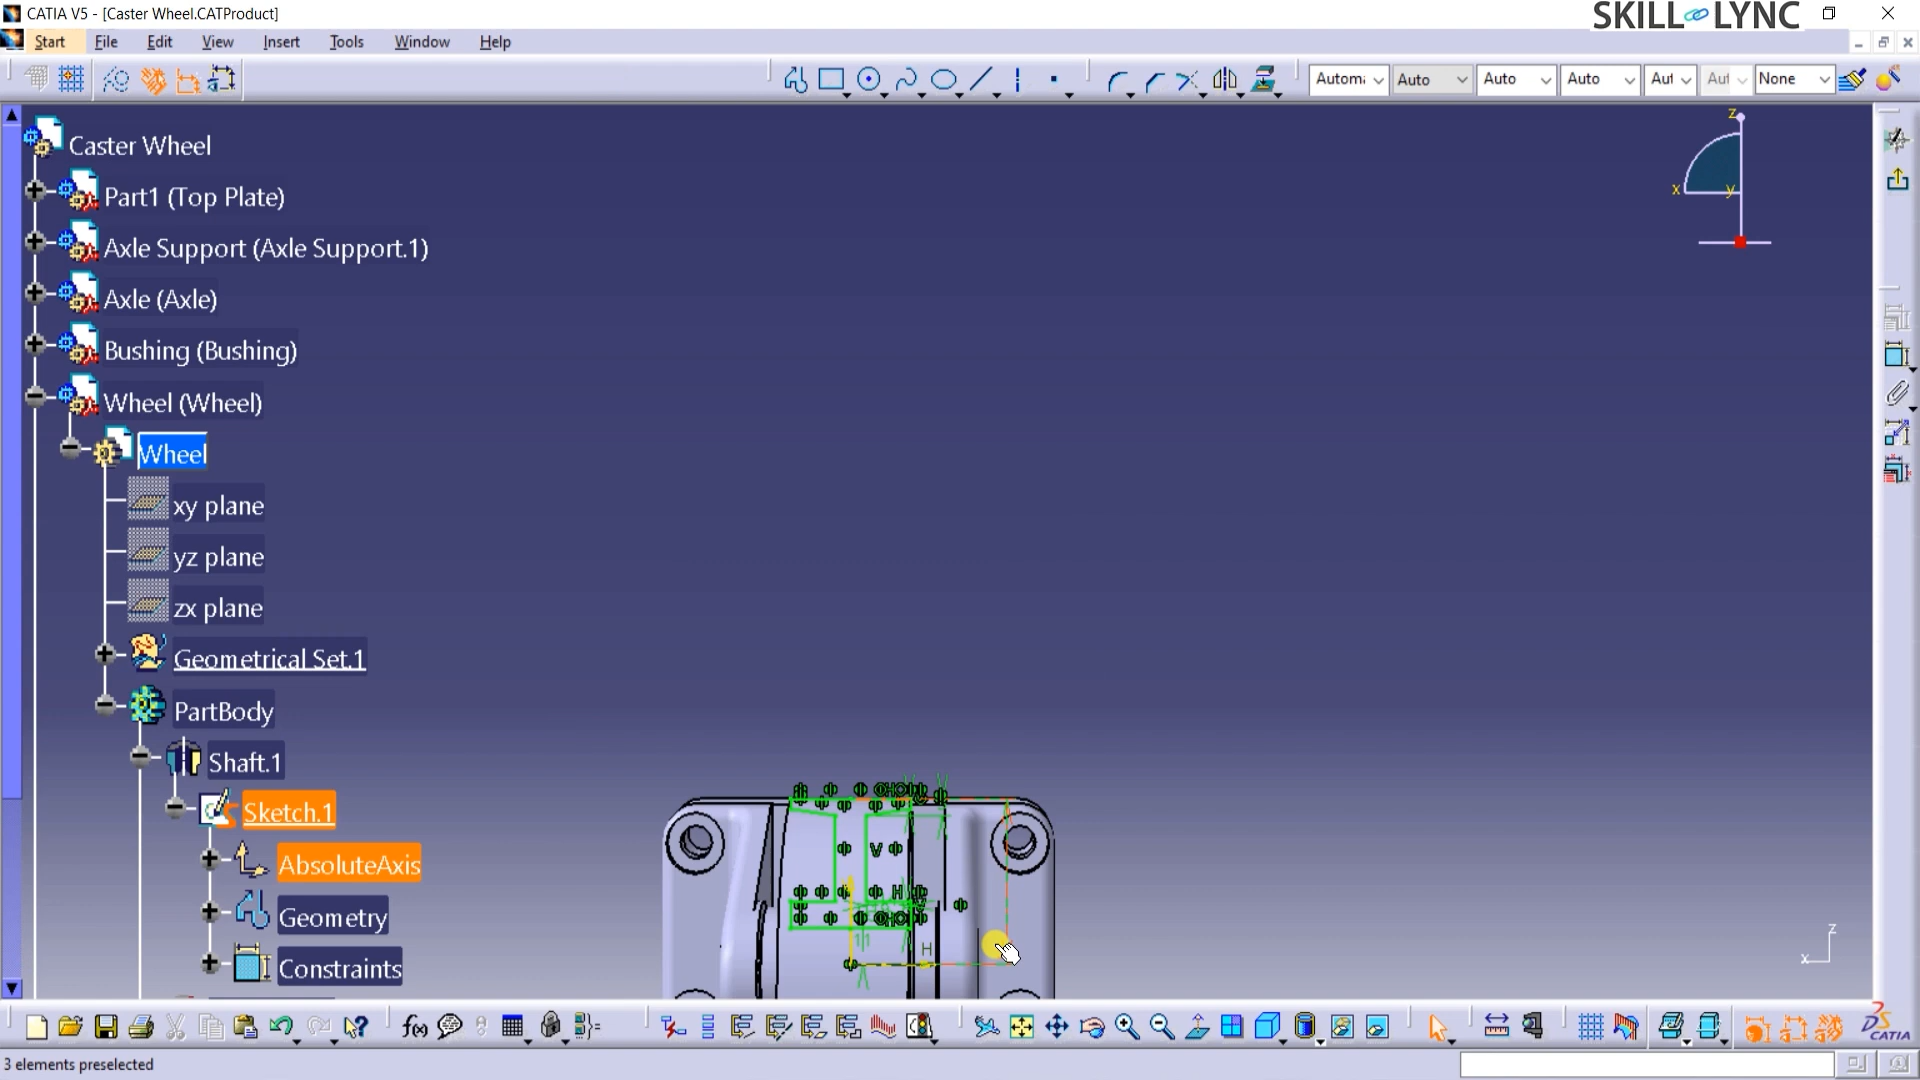 CATIA V5 - [Caster Wheel.CATProduct]
SKILL LYNC
Start File Edit View Insert Tools Window Help
Auto Auto Auto Aut Aut None
Caster Wheel
z
x y
Part1 (Top Plate)
Axle Support (Axle Support.1)
Axle (Axle)
Bushing (Bushing)
Wheel (Wheel)
Wheel
xy plane
yz plane
zx plane
Geometrical Set.1
PartBody
Shaft.1
Sketch.1
AbsoluteAxis
Geometry
Constraints
V
H
H
z
x
f(x)
CATIA
3 elements preselected